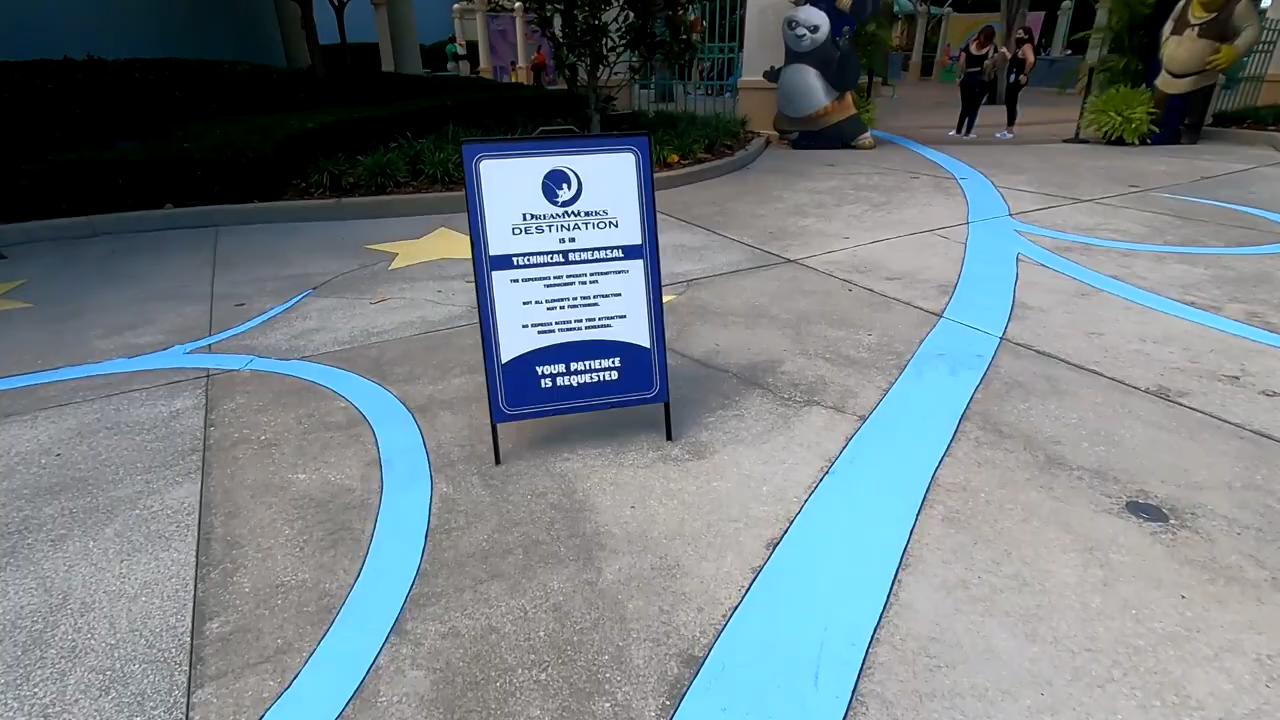 DREAMWORKS
DESTINATION
IS IN
TECHNICAL REHEARSAL
THE EXPERIENCE MAY OPERATE INTERMITTENTLY
THROUGHOUT THE DAY.
NOT ALL ELEMENTS OF THIS ATTRACTION
MAY BE FUNCTIONING.
NO EXPRESS ACCESS FOR THIS ATTRACTION
DURING TECHNICAL REHEARSAL.
YOUR PATIENCE
IS REQUESTED